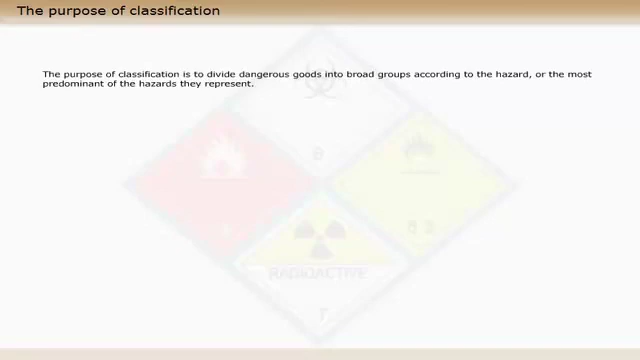 The purpose of classification
The purpose of classification is to divide dangerous goods into broad groups according to the hazard, or the most
predominant of the hazards they represent.
RADIOACTIVE